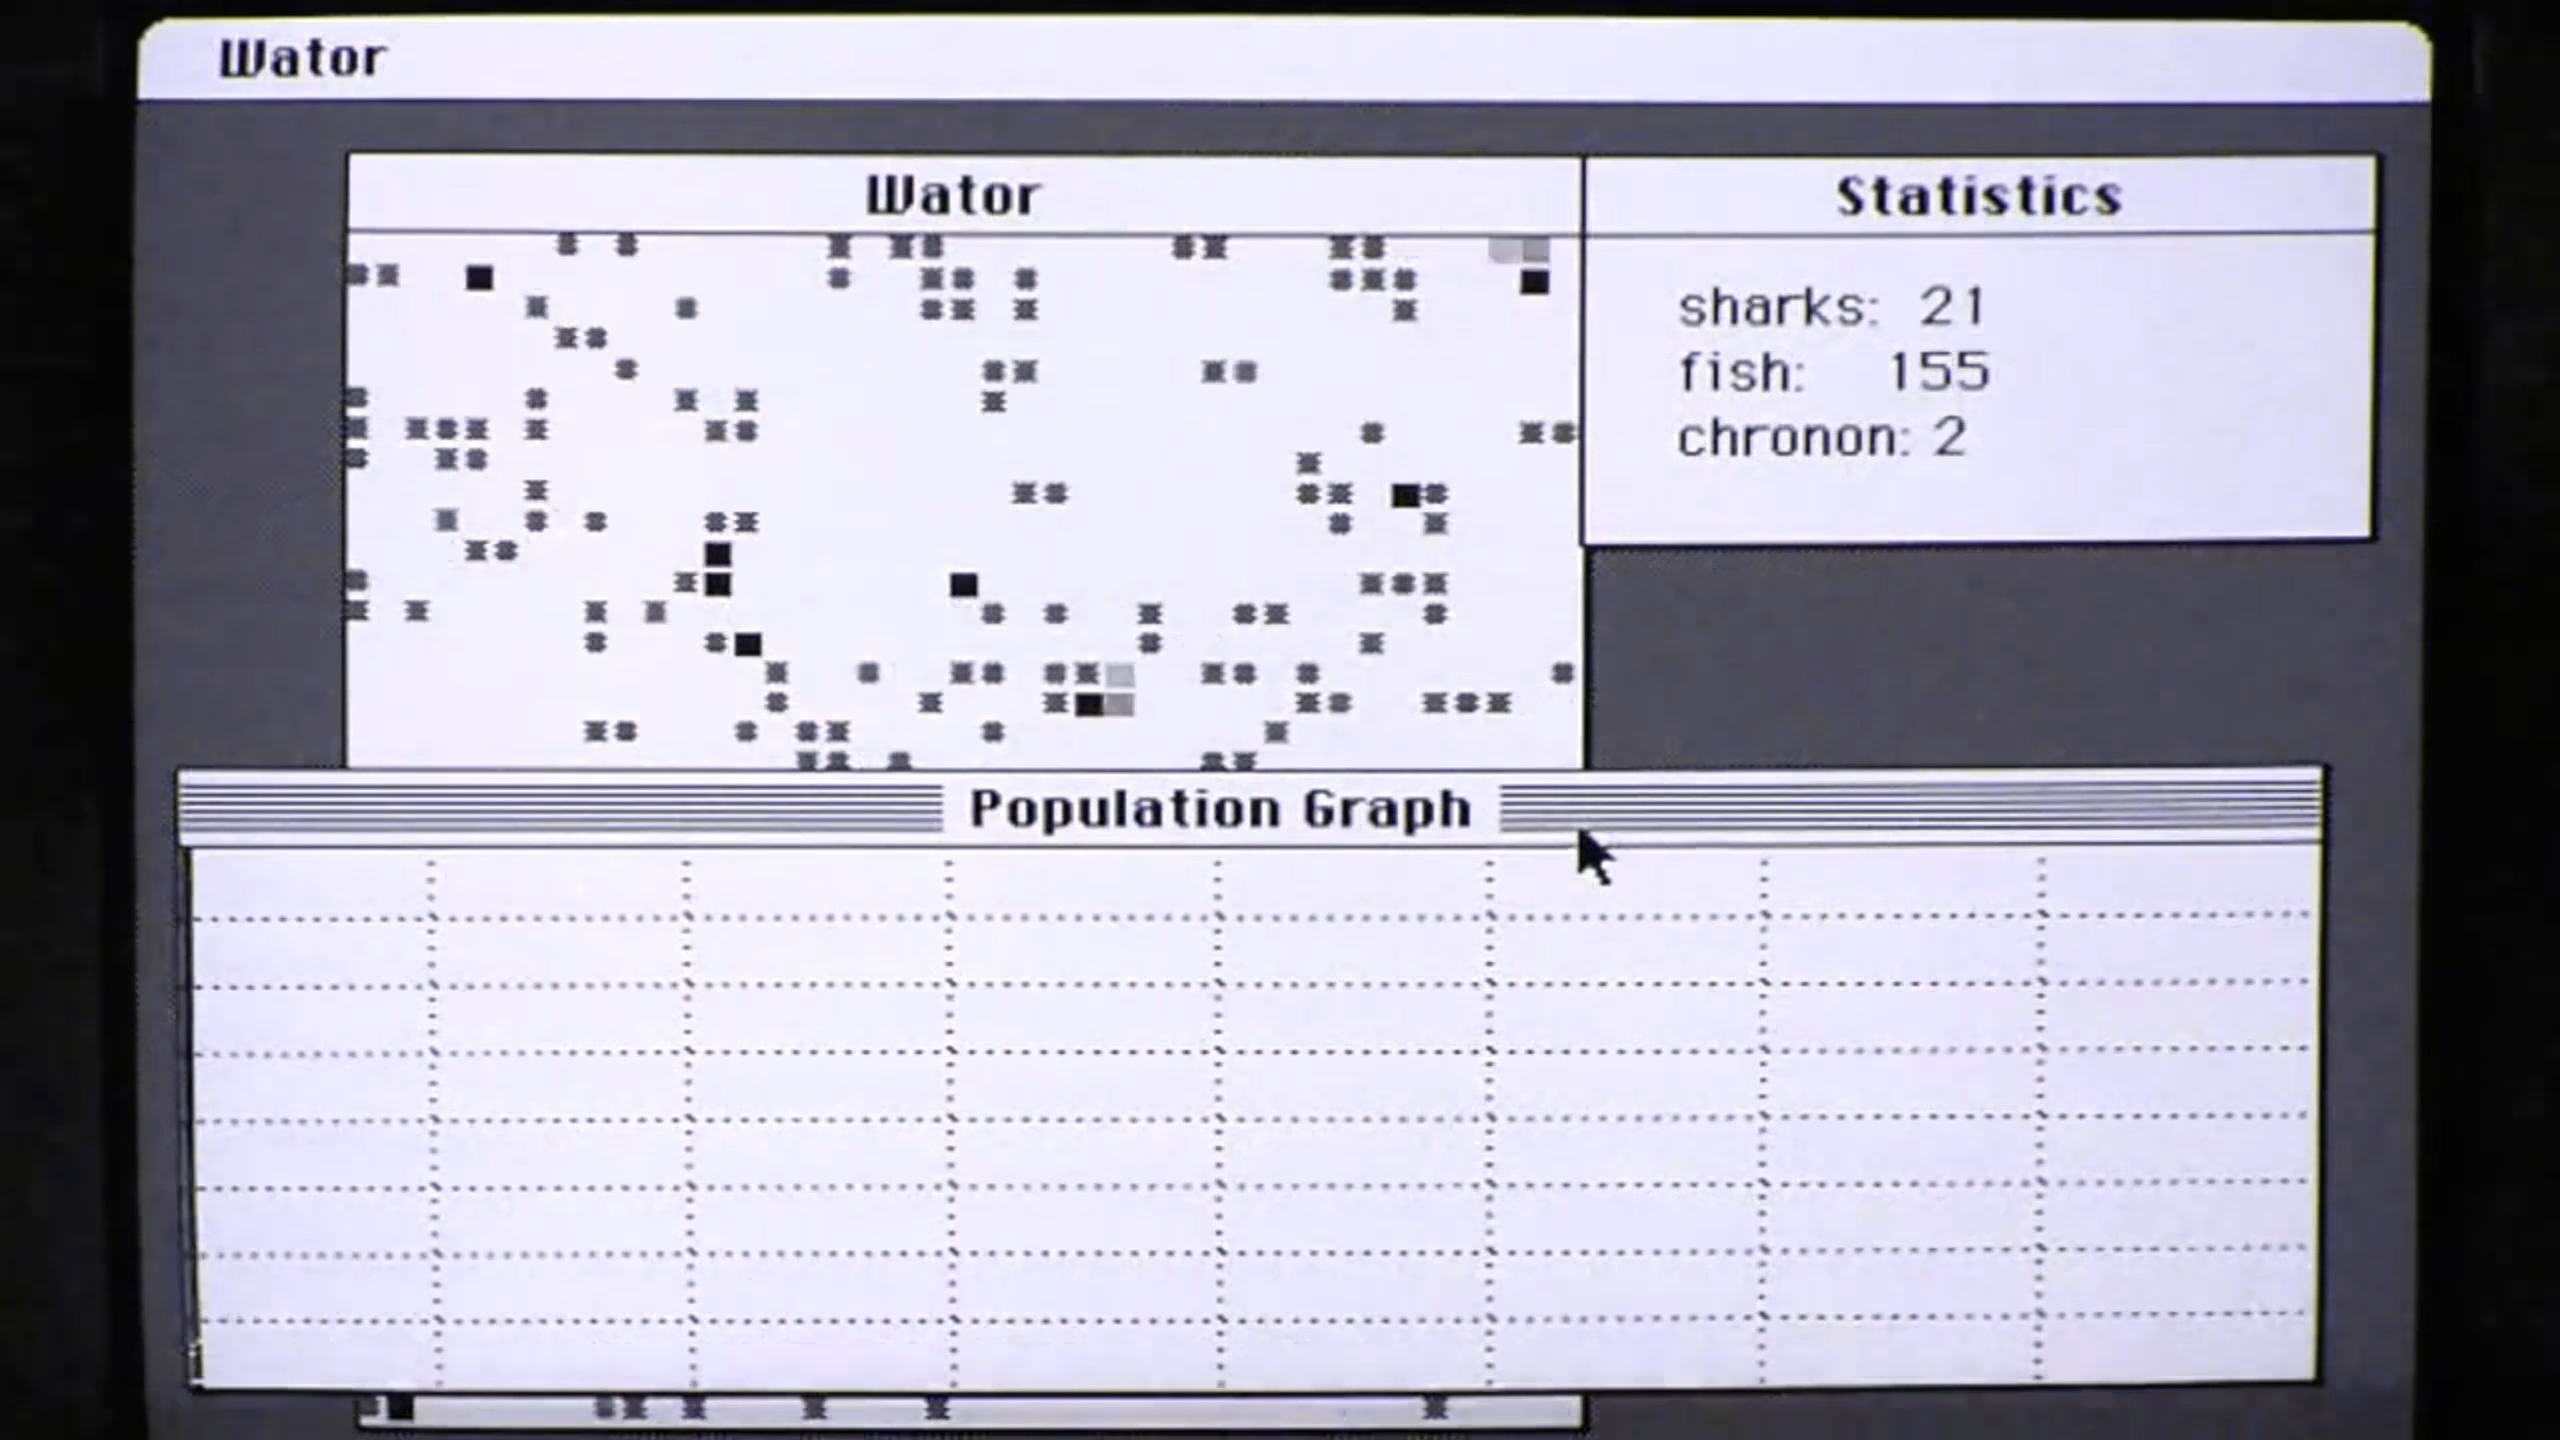 Wator
Wator
Statistics
sharks: 21
fish: 155
chronon: 2
Population Graph